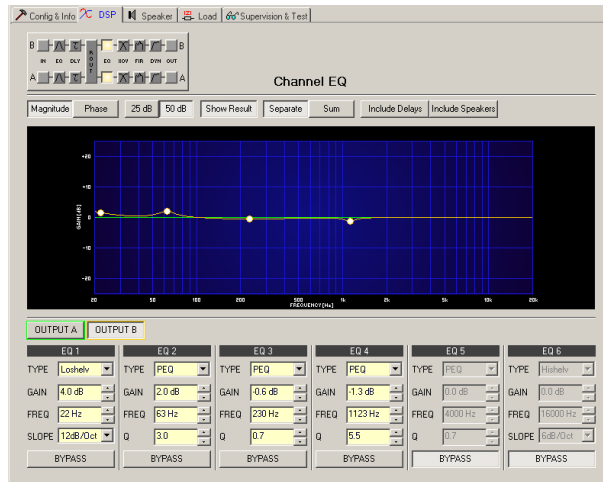 Config & Info DSP Speaker Load Supervision & Test
B B
IN EQ DLY ROUT EQ XOV FIR DYN OUT
A A
Channel EQ
Magnitude Phase 25 dB 50 dB Show Result Separate Sum Include Delays Include Speakers
+20
+10
0
-10
-20
GAIN[dB]
20 50 100 200 500 1k 2k 5k 10k 20k
FREQUENCY[Hz]
OUTPUT A OUTPUT B
EQ 1 EQ 2 EQ 3 EQ 4 EQ 5 EQ 6
TYPE Loshelv TYPE PEQ TYPE PEQ TYPE PEQ TYPE PEQ TYPE Hishelv
GAIN 4.0 dB GAIN 2.0 dB GAIN -0.6 dB GAIN -1.3 dB GAIN 0.0 dB GAIN 0.0 dB
FREQ 22 Hz FREQ 63 Hz FREQ 230 Hz FREQ 1123 Hz FREQ 4000 Hz FREQ 16000 Hz
SLOPE 12dB/Oct Q 3.0 Q 0.7 Q 5.5 Q 0.7 SLOPE 6dB/Oct
BYPASS BYPASS BYPASS BYPASS BYPASS BYPASS